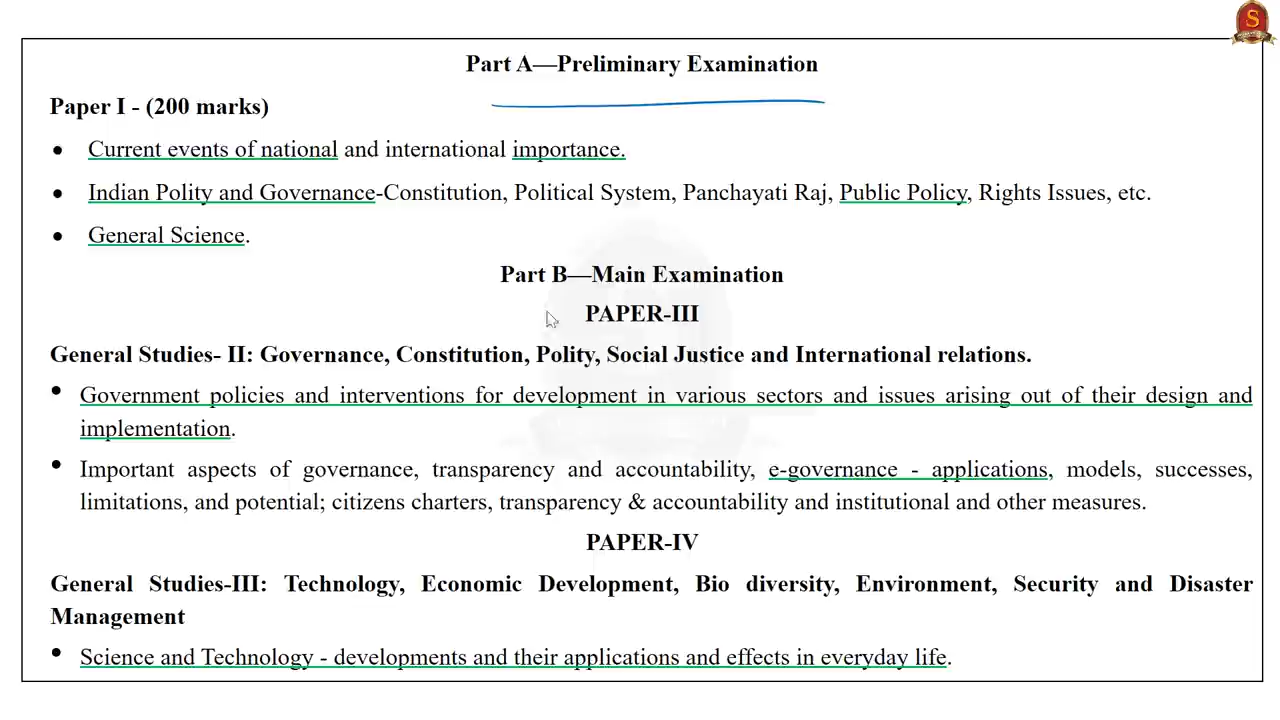 S
Part A—Preliminary Examination
Paper I - (200 marks)
• Current events of national and international importance.
• Indian Polity and Governance-Constitution, Political System, Panchayati Raj, Public Policy, Rights Issues, etc.
• General Science.
Part B—Main Examination
PAPER-III
General Studies- II: Governance, Constitution, Polity, Social Justice and International relations.
• Government policies and interventions for development in various sectors and issues arising out of their design and
implementation.
• Important aspects of governance, transparency and accountability, e-governance - applications, models, successes,
limitations, and potential; citizens charters, transparency & accountability and institutional and other measures.
PAPER-IV
General Studies-III: Technology, Economic Development, Bio diversity, Environment, Security and Disaster
Management
• Science and Technology - developments and their applications and effects in everyday life.